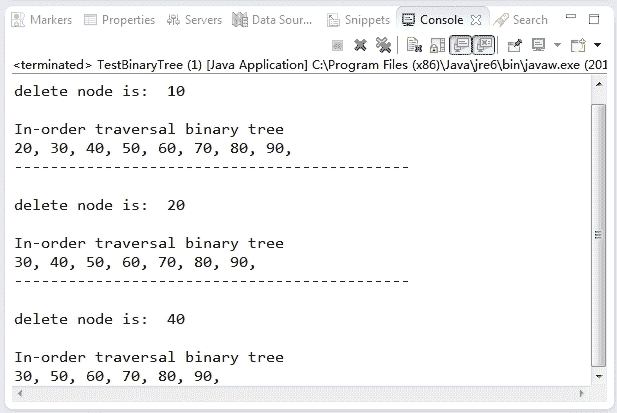 Markers Properties Servers Data Sour... Snippets Console Search
<terminated> TestBinaryTree (1) [Java Application] C:\Program Files (x86)\Java\jre6\bin\javaw.exe (201
delete node is:  10
In-order traversal binary tree
20, 30, 40, 50, 60, 70, 80, 90,
-------------------------------------------
delete node is:  20
In-order traversal binary tree
30, 40, 50, 60, 70, 80, 90,
-------------------------------------------
delete node is:  40
In-order traversal binary tree
30, 50, 60, 70, 80, 90,